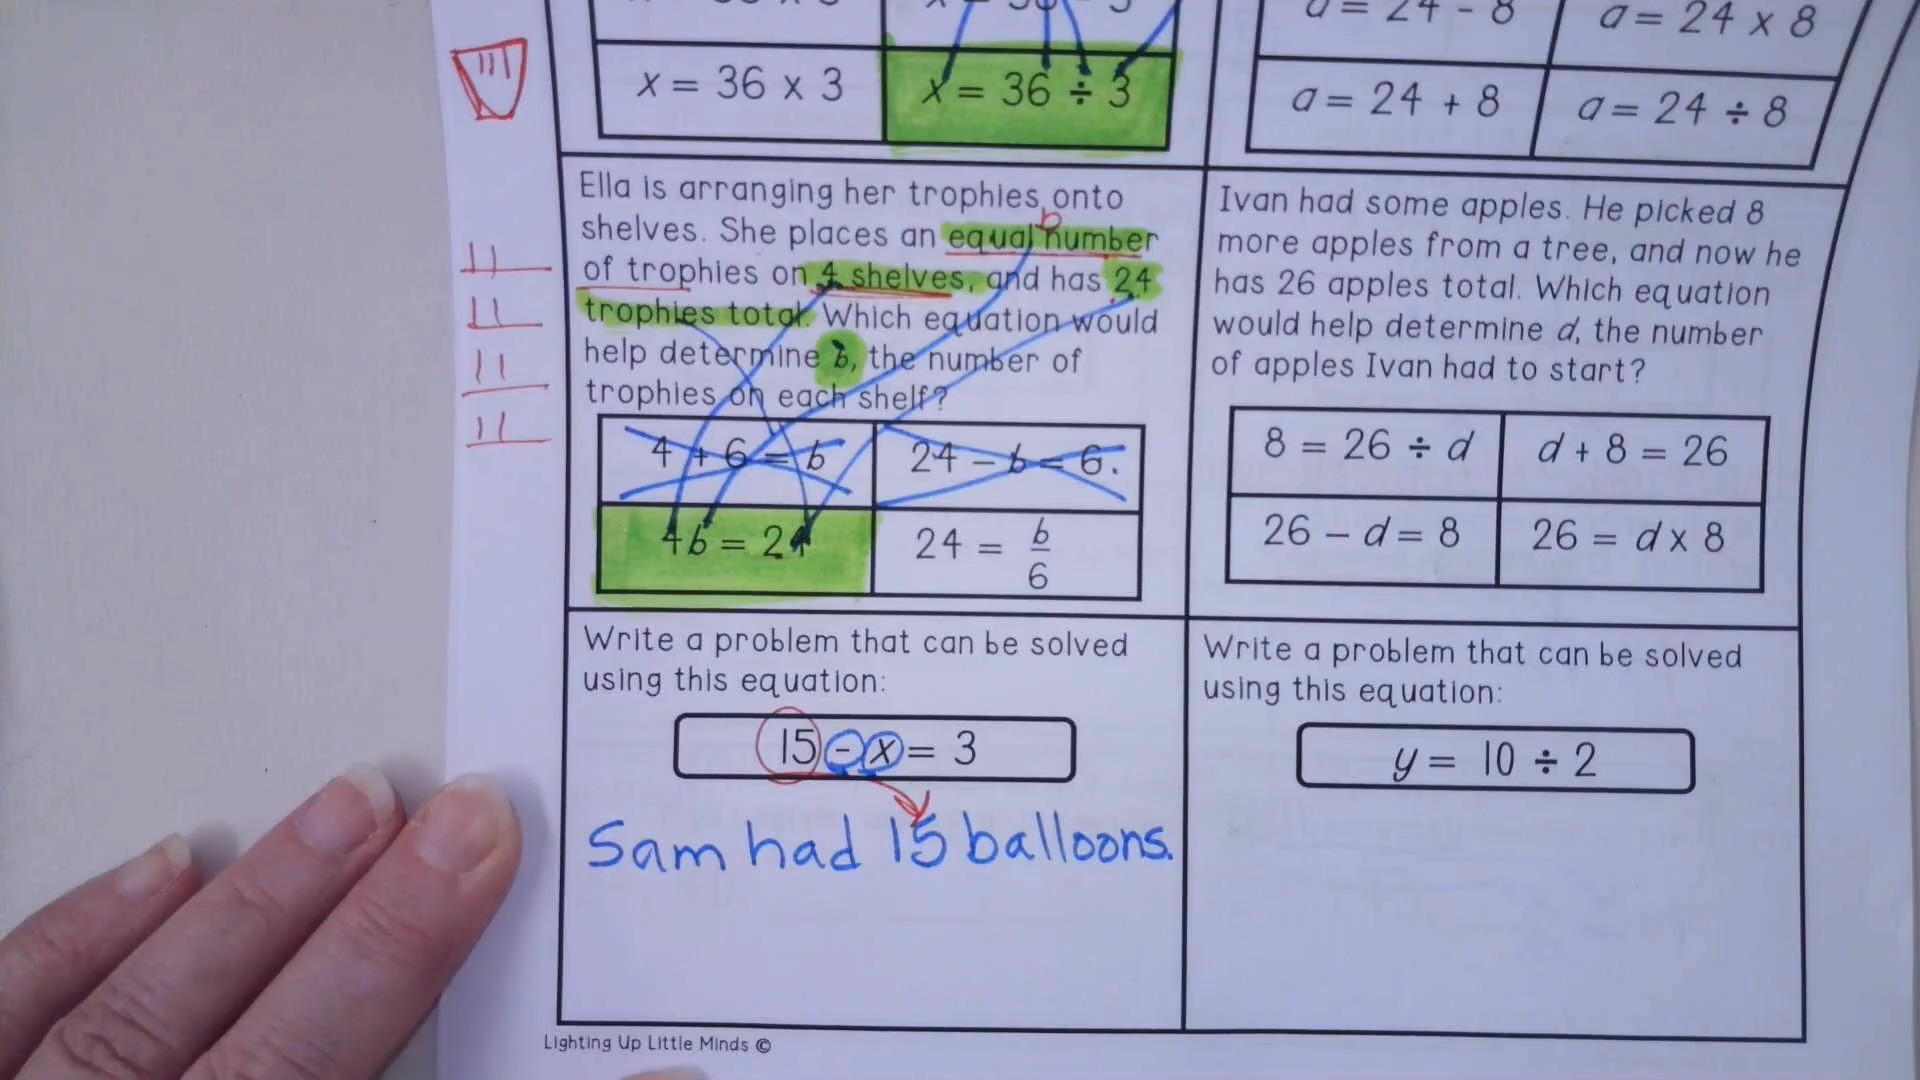 a = 24 - 8
a = 24 x 8
x = 36 x 3
x = 36 ÷ 3
a = 24 + 8
a = 24 ÷ 8
Ella is arranging her trophies onto
shelves. She places an equal number
b
of trophies on 4 shelves, and has 24
trophies total. Which equation would
help determine b, the number of
trophies on each shelf?
4 + 6 = b
24 – b = 6.
4b = 24
24 = b/6
Ivan had some apples. He picked 8
more apples from a tree, and now he
has 26 apples total. Which equation
would help determine d, the number
of apples Ivan had to start?
8 = 26 ÷ d
d + 8 = 26
26 – d = 8
26 = d x 8
Write a problem that can be solved
using this equation:
15 - x = 3
Sam had 15 balloons.
Write a problem that can be solved
using this equation:
y = 10 ÷ 2
Lighting Up Little Minds ©